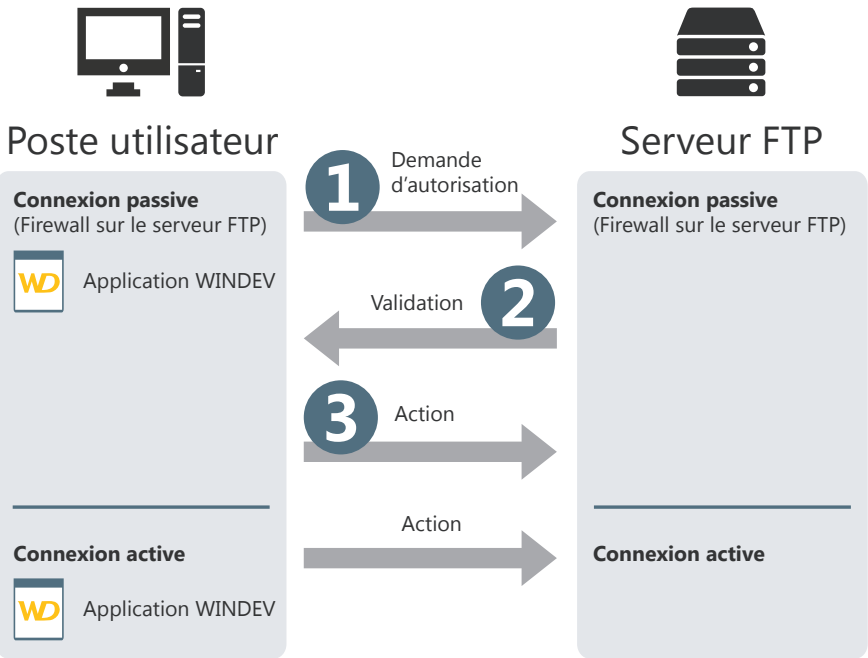 Poste utilisateur
Connexion passive
(Firewall sur le serveur FTP)
WD
Application WINDEV
Connexion active
WD
Application WINDEV
1
Demande
d'autorisation
Validation
2
3
Action
Action
Serveur FTP
Connexion passive
(Firewall sur le serveur FTP)
Connexion active